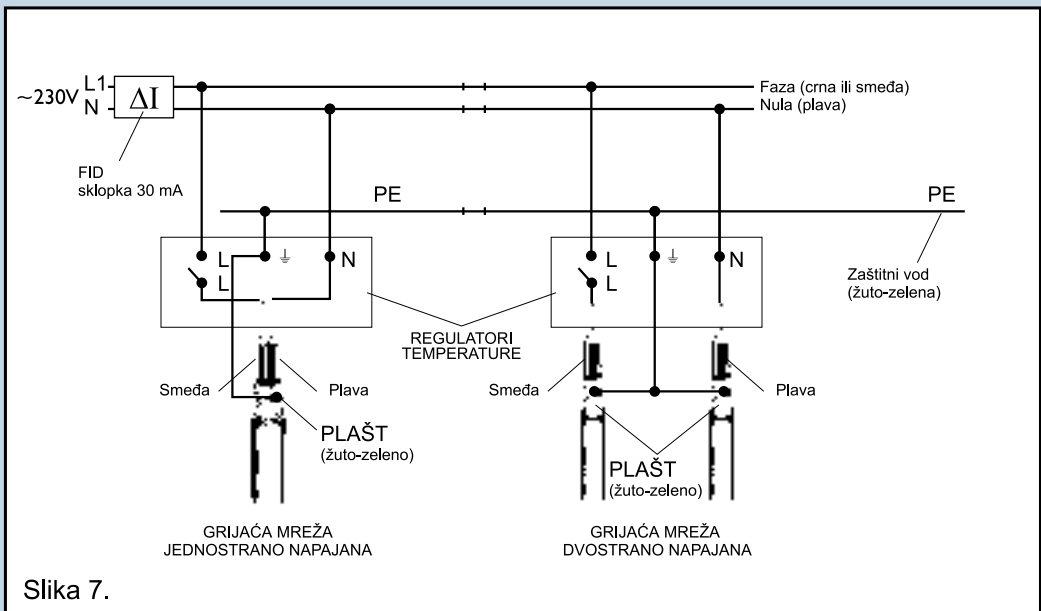 ~230V
L1
N
ΔI
Faza (crna ili smeđa)
Nula (plava)
FID
sklopka 30 mA
PE
PE
L
L
N
L
L
N
Zaštitni vod
(žuto-zelena)
REGULATORI
TEMPERATURE
Smeđa
Plava
Smeđa
Plava
PLAŠT
(žuto-zeleno)
PLAŠT
(žuto-zeleno)
GRIJAĆA MREŽA
JEDNOSTRANO NAPAJANA
GRIJAĆA MREŽA
DVOSTRANO NAPAJANA
Slika 7.